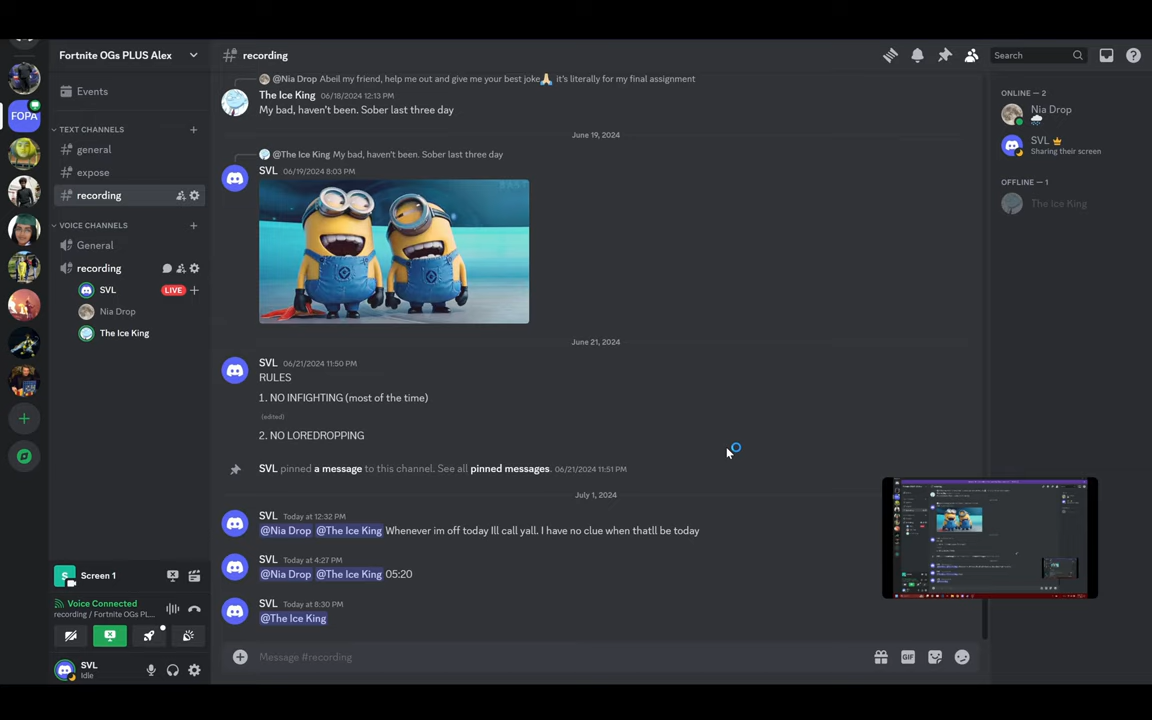 Fortnite OGs PLUS Alex
recording
Search
Events
FOPA
TEXT CHANNELS
general
expose
recording
VOICE CHANNELS
General
recording
SVL
LIVE
Nia Drop
The Ice King
@Nia Drop Abeil my friend, help me out and give me your best joke🙏 it's literally for my final assignment
The Ice King 06/18/2024 12:13 PM
My bad, haven't been. Sober last three day
June 19, 2024
@The Ice King My bad, haven't been. Sober last three day
SVL 06/19/2024 8:03 PM
June 21, 2024
SVL 06/21/2024 11:50 PM
RULES
1. NO INFIGHTING (most of the time)
(edited)
2. NO LOREDROPPING
SVL pinned a message to this channel. See all pinned messages. 06/21/2024 11:51 PM
July 1, 2024
SVL Today at 12:32 PM
@Nia Drop @The Ice King Whenever im off today Ill call yall. I have no clue when thatll be today
SVL Today at 4:27 PM
@Nia Drop @The Ice King 05:20
SVL Today at 8:30 PM
@The Ice King
Message #recording
GIF
ONLINE — 2
Nia Drop
SVL
Sharing their screen
OFFLINE — 1
The Ice King
S
Screen 1
Voice Connected
recording / Fortnite OGs PL...
SVL
Idle